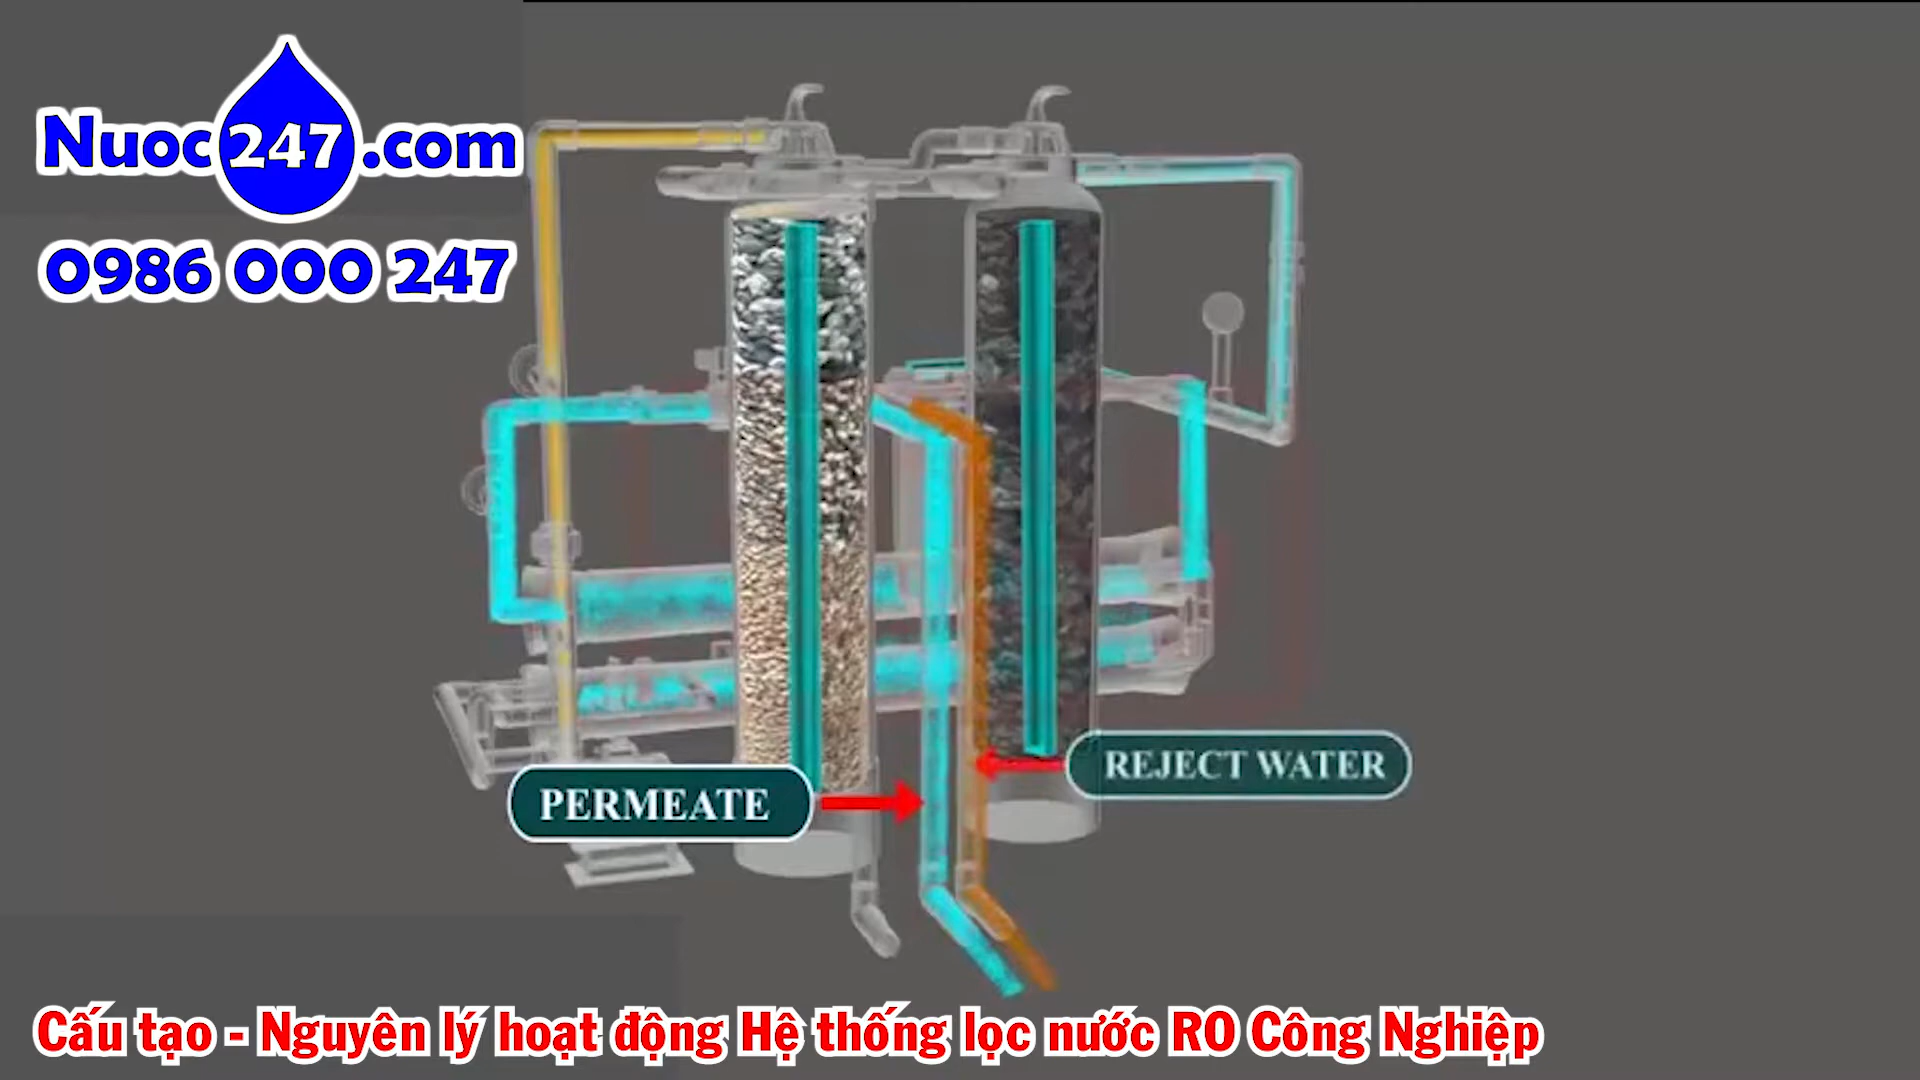 Nuoc247.com
0986 000 247
PERMEATE
REJECT WATER
Cấu tạo - Nguyên lý hoạt động Hệ thống lọc nước RO Công Nghiệp